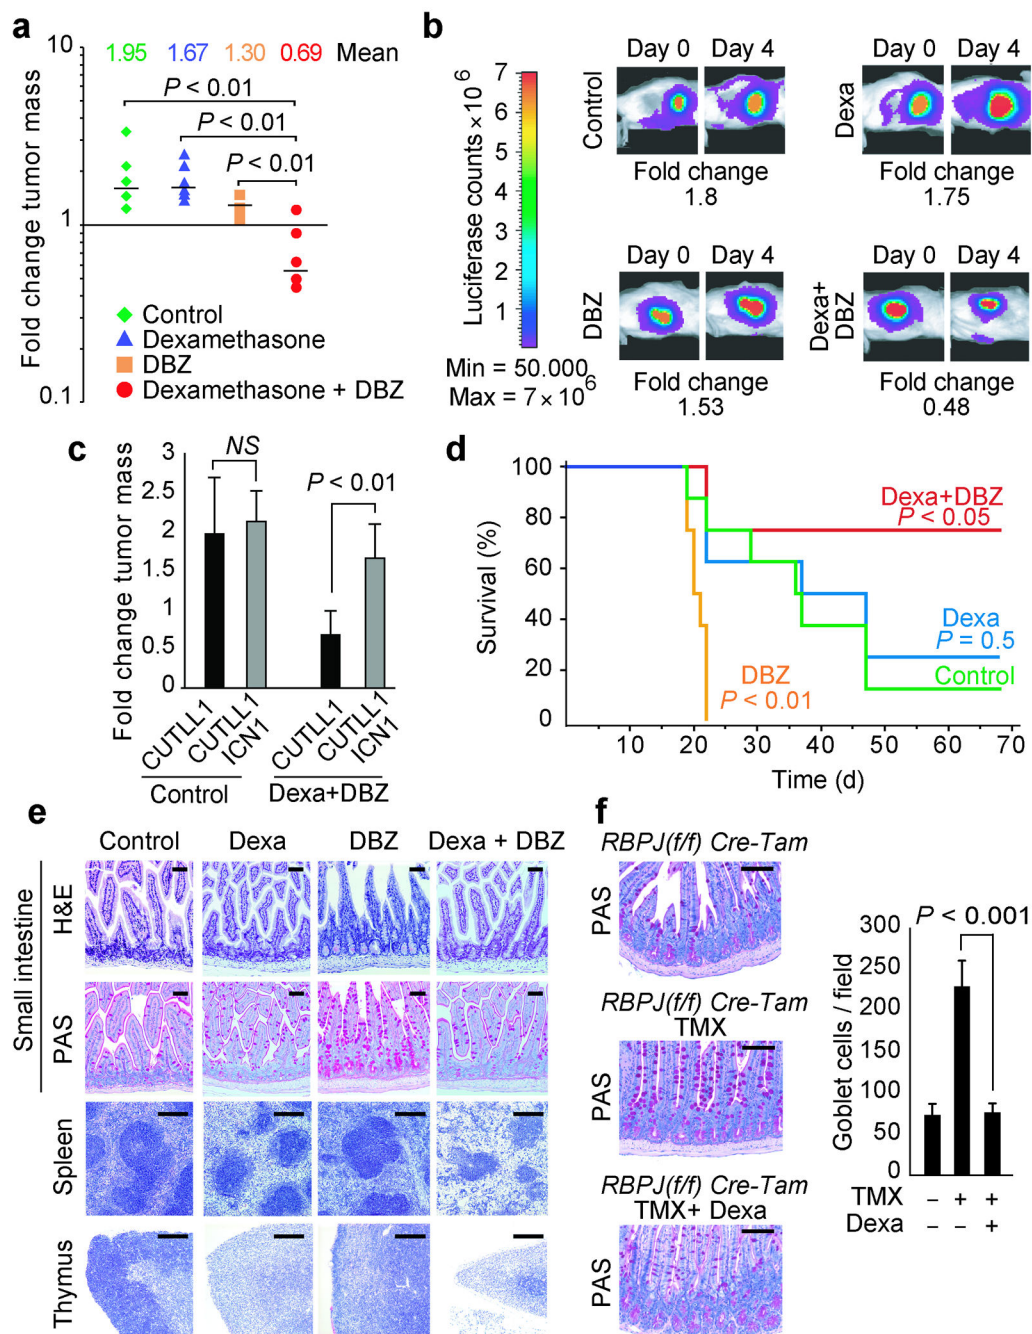 a
10
1
0.1
Fold change tumor mass
1.95 1.67 1.30 0.69 Mean
P < 0.01
P < 0.01
P < 0.01
Control
Dexamethasone
DBZ
Dexamethasone + DBZ
b
Luciferase counts × 10 6
7
6
5
4
3
2
1
Min = 50.000
Max = 7 × 10 6
Control
Day 0 Day 4
Fold change
1.8
Dexa
Day 0 Day 4
Fold change
1.75
DBZ
Day 0 Day 4
Fold change
1.53
Dexa+
DBZ
Day 0 Day 4
Fold change
0.48
c
Fold change tumor mass
3
2.5
2
1.5
1
0.5
0
NS
P < 0.01
CUTLL1
CUTLL1
ICN1
CUTLL1
CUTLL1
ICN1
Control
Dexa+DBZ
d
Survival (%)
100
80
60
40
20
0
10 20 30 40 50 60 70
Time (d)
Dexa+DBZ
P < 0.05
Dexa
P = 0.5
Control
DBZ
P < 0.01
e
Control Dexa DBZ Dexa + DBZ
Small intestine
H&E
PAS
Spleen
Thymus
f
RBPJ(f/f) Cre-Tam
PAS
RBPJ(f/f) Cre-Tam
TMX
PAS
RBPJ(f/f) Cre-Tam
TMX+ Dexa
PAS
P < 0.001
Goblet cells / field
300
250
200
150
100
50
0
TMX – + +
Dexa – – +